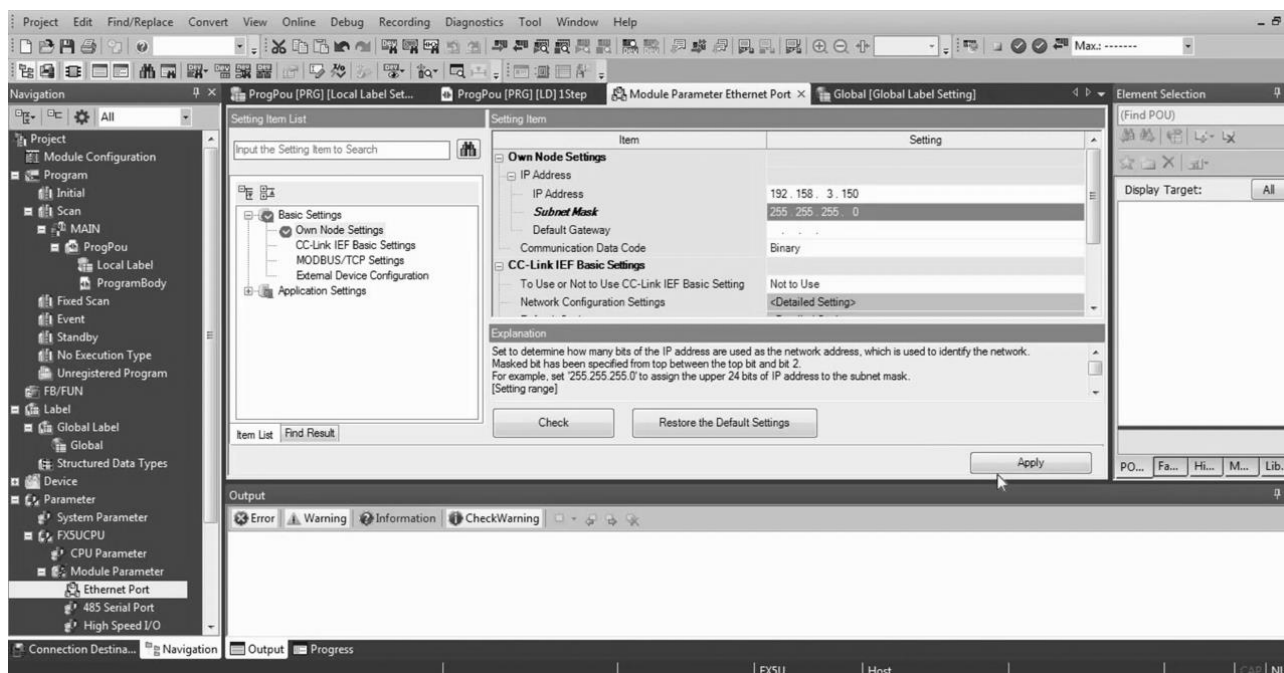 Project Edit Find/Replace Convert View Online Debug Recording Diagnostics Tool Window Help
Max.: -------
Navigation
ProgPou [PRG] [Local Label Set...
ProgPou [PRG] [LD] 1Step
Module Parameter Ethernet Port
Global [Global Label Setting]
Element Selection
All
Project
Module Configuration
Program
Initial
Scan
MAIN
ProgPou
Local Label
ProgramBody
Fixed Scan
Event
Standby
No Execution Type
Unregistered Program
FB/FUN
Label
Global Label
Global
Structured Data Types
Device
Parameter
System Parameter
FX5UCPU
CPU Parameter
Module Parameter
Ethernet Port
485 Serial Port
High Speed I/O
Connection Destina... Navigation
Setting Item List
Input the Setting Item to Search
Basic Settings
Own Node Settings
CC-Link IEF Basic Settings
MODBUS/TCP Settings
External Device Configuration
Application Settings
Item List Find Result
Setting Item
Item Setting
Own Node Settings
IP Address
IP Address 192 . 158 . 3 . 150
Subnet Mask 255 . 255 . 255 . 0
Default Gateway . . .
Communication Data Code Binary
CC-Link IEF Basic Settings
To Use or Not to Use CC-Link IEF Basic Setting Not to Use
Network Configuration Settings <Detailed Setting>
Explanation
Set to determine how many bits of the IP address are used as the network address, which is used to identify the network.
Masked bit has been specified from top between the top bit and bit 2.
For example, set '255.255.255.0' to assign the upper 24 bits of IP address to the subnet mask.
[Setting range]
Check Restore the Default Settings
Apply
(Find POU)
Display Target: All
PO... Fa... Hi... M... Lib.
Output
Error Warning Information CheckWarning
Output Progress
FX5U Host CAP